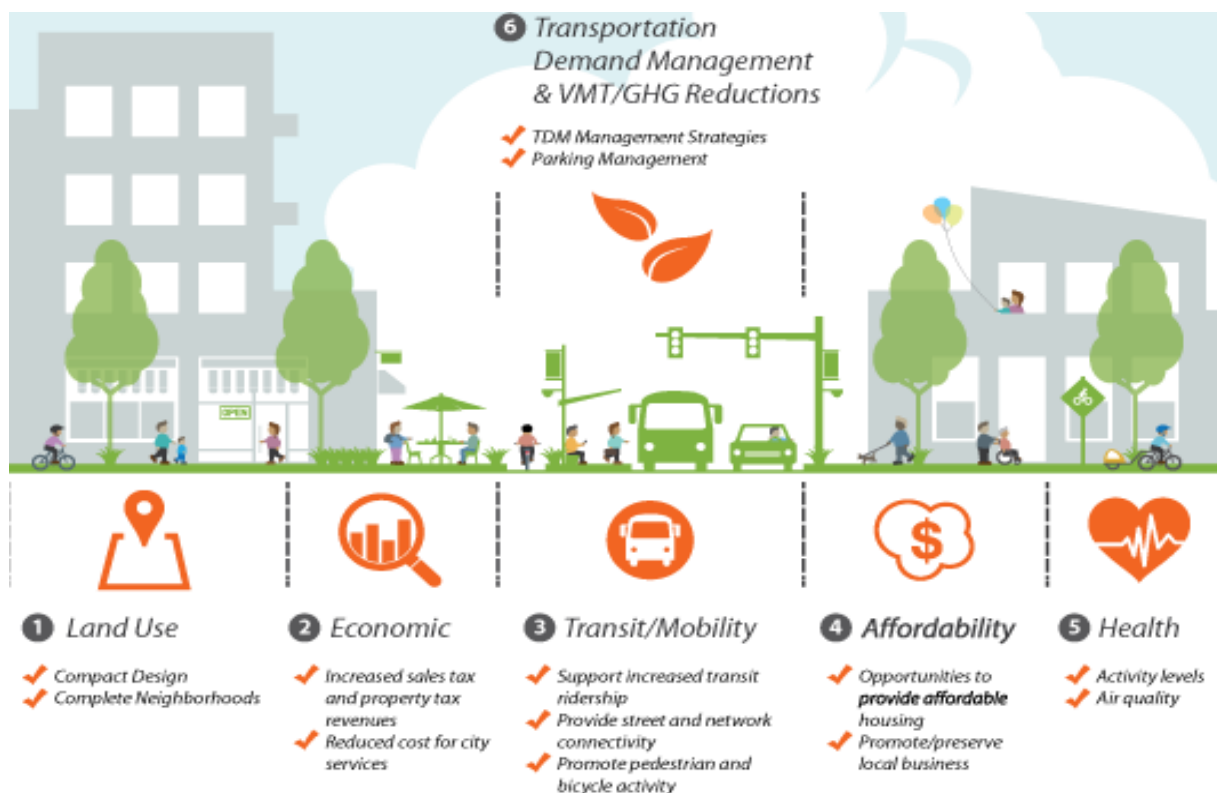 6 Transportation
Demand Management
& VMT/GHG Reductions
TDM Management Strategies
Parking Management
OPEN
1 Land Use
Compact Design
Complete Neighborhoods
2 Economic
Increased sales tax
and property tax
revenues
Reduced cost for city
services
3 Transit/Mobility
Support increased transit
ridership
Provide street and network
connectivity
Promote pedestrian and
bicycle activity
4 Affordability
Opportunities to
provide affordable
housing
Promote/preserve
local business
$
5 Health
Activity levels
Air quality